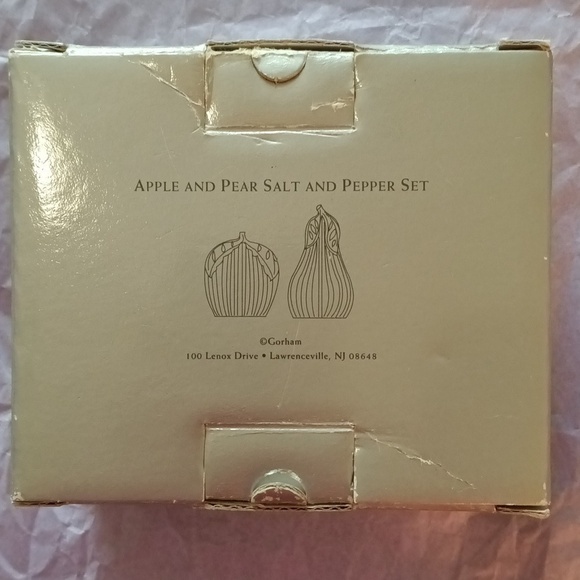 Apple and Pear Salt and Pepper Set
©Gorham
100 Lenox Drive • Lawrenceville, NJ 08648